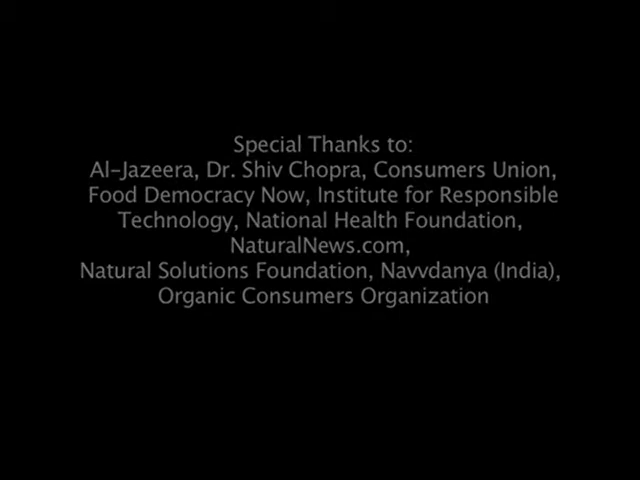 Special Thanks to:
Al-Jazeera, Dr. Shiv Chopra, Consumers Union,
Food Democracy Now, Institute for Responsible
Technology, National Health Foundation,
NaturalNews.com,
Natural Solutions Foundation, Navvdanya (India),
Organic Consumers Organization